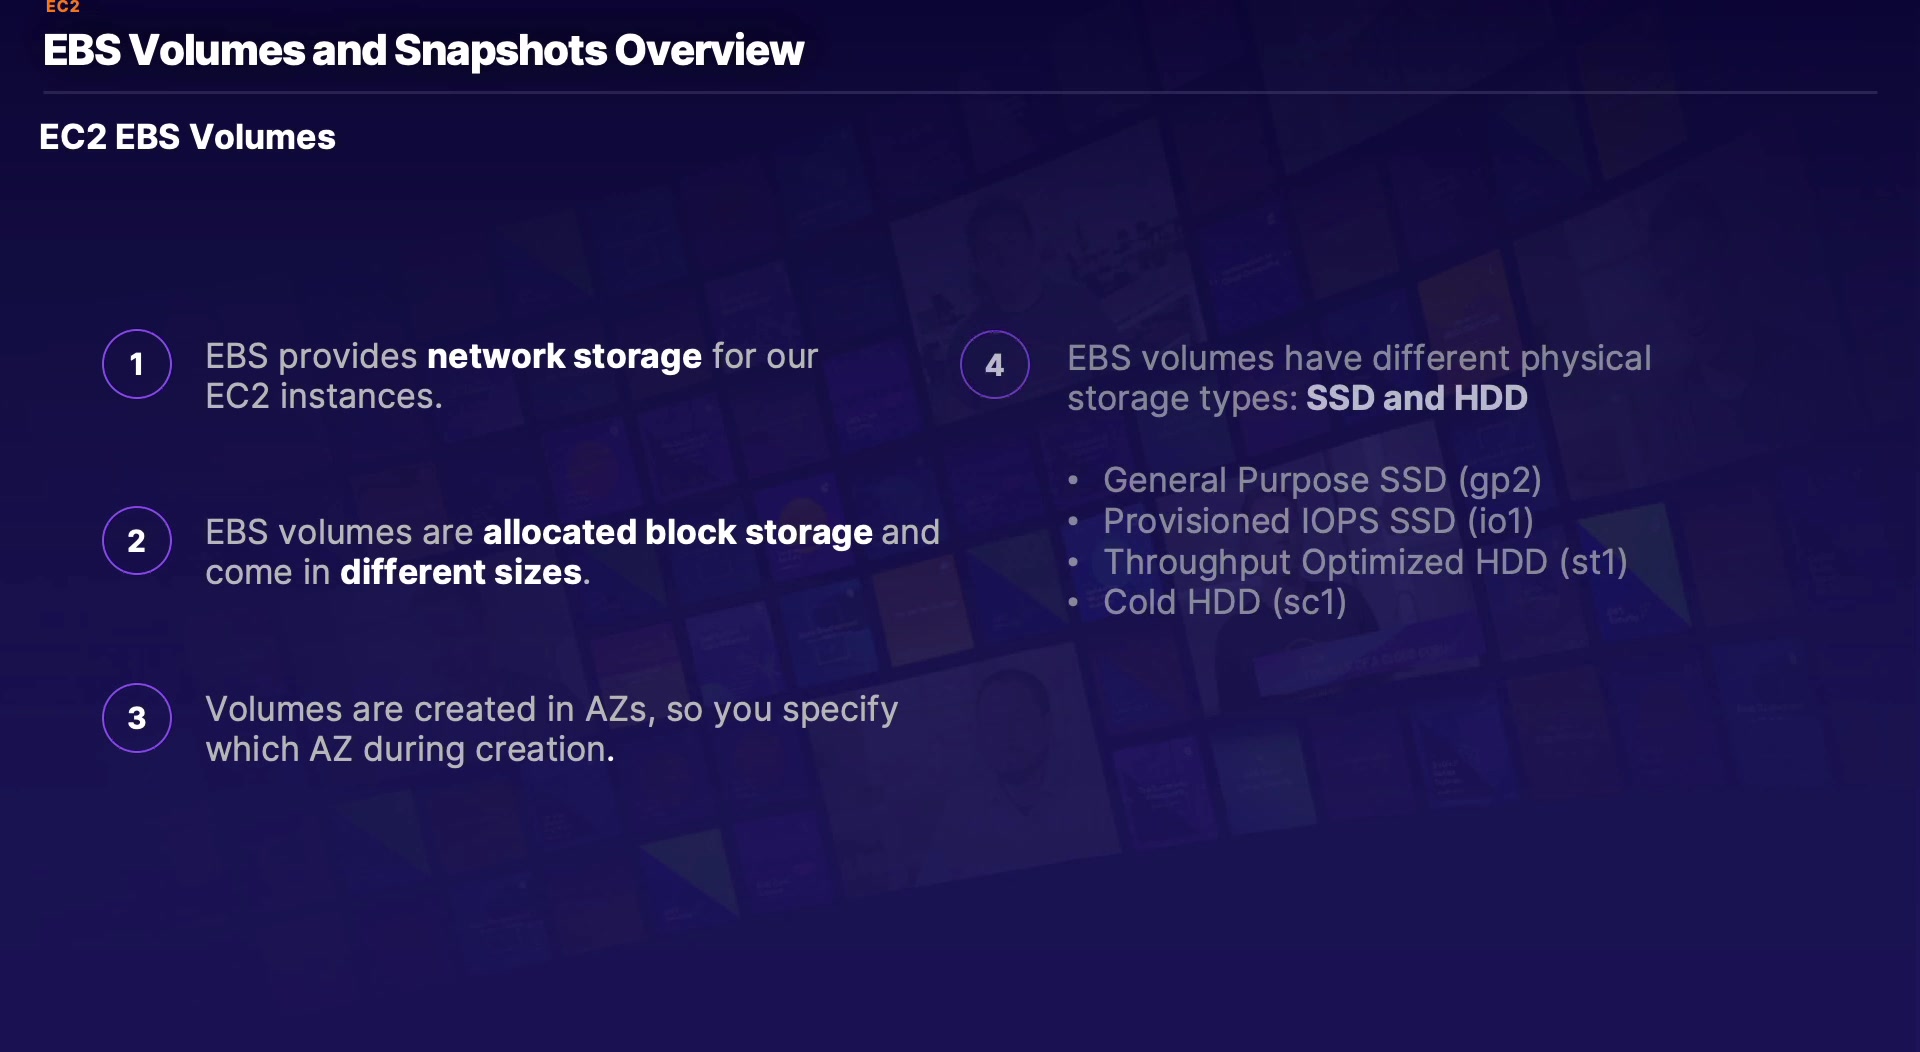 EC2
EBS Volumes and Snapshots Overview
EC2 EBS Volumes
1
EBS provides network storage for our
EC2 instances.
2
EBS volumes are allocated block storage and
come in different sizes.
3
Volumes are created in AZs, so you specify
which AZ during creation.
4
EBS volumes have different physical
storage types: SSD and HDD
• General Purpose SSD (gp2)
• Provisioned IOPS SSD (io1)
• Throughput Optimized HDD (st1)
• Cold HDD (sc1)